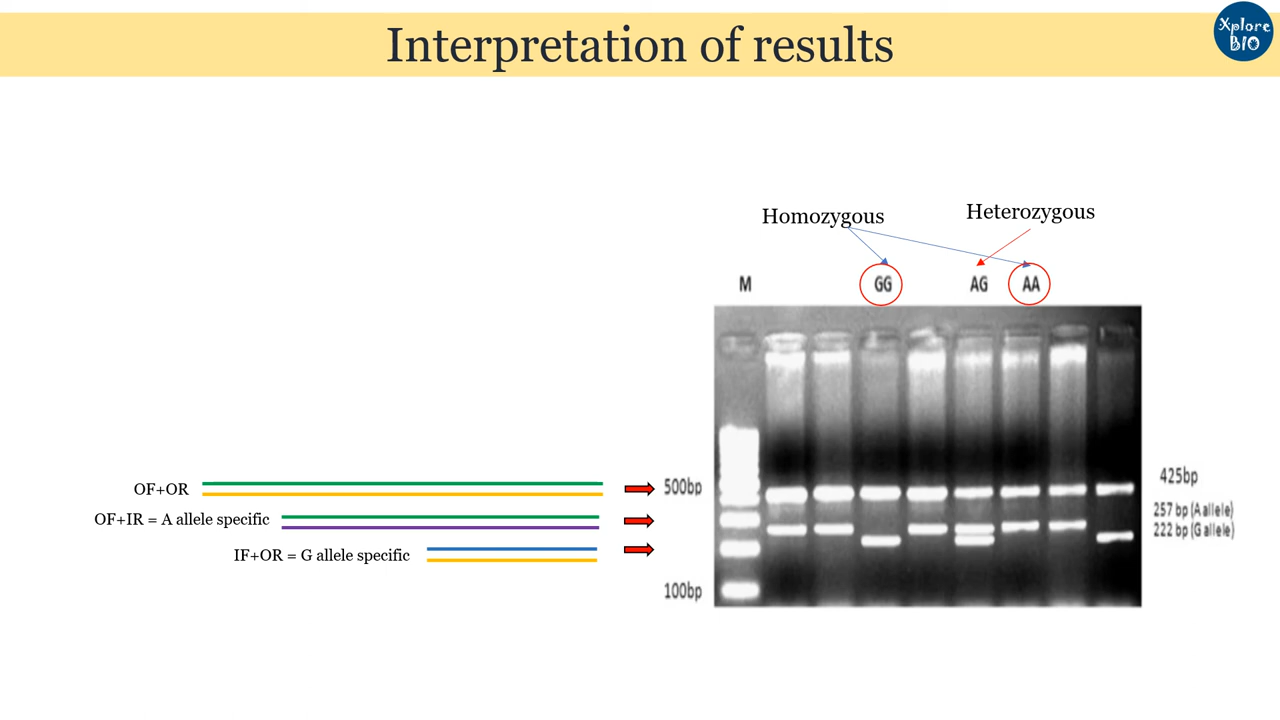 Interpretation of results
Xplore
BIO
Homozygous
Heterozygous
M
GG
AG
AA
OF+OR
500bp
425bp
OF+IR = A allele specific
257 bp (A allele)
222 bp (G allele)
IF+OR = G allele specific
100bp